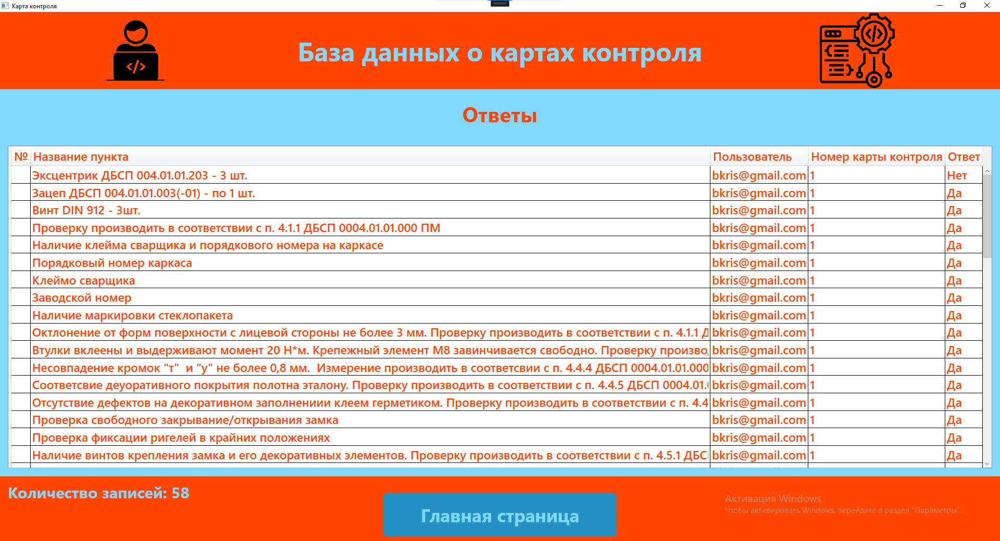 Карта контроля
База данных о картах контроля
Ответы
№ Название пункта Пользователь Номер карты контроля Ответ
Эксцентрик ДБСП 004.01.01.203 - 3 шт. bkris@gmail.com 1 Нет
Зацеп ДБСП 004.01.01.003(-01) - по 1 шт. bkris@gmail.com 1 Да
Винт DIN 912 - 3шт. bkris@gmail.com 1 Да
Проверку производить в соответствии с п. 4.1.1 ДБСП 0004.01.01.000 ПМ bkris@gmail.com 1 Да
Наличие клейма сварщика и порядкового номера на каркасе bkris@gmail.com 1 Да
Порядковый номер каркаса bkris@gmail.com 1 Да
Клеймо сварщика bkris@gmail.com 1 Да
Заводской номер bkris@gmail.com 1 Да
Наличие маркировки стеклопакета bkris@gmail.com 1 Да
Октлонение от форм поверхности с лицевой стороны не более 3 мм. Проверку производить в соответствии с п. 4.1.1 Д bkris@gmail.com 1 Да
Втулки вклеены и выдерживают момент 20 Н*м. Крепежный элемент М8 завинчивается свободно. Проверку произво bkris@gmail.com 1 Да
Несовпадение кромок "т"  и "у" не более 0,8 мм.  Измерение производить в соответсвии с п. 4.4.4 ДБСП 0004.01.01.000 bkris@gmail.com 1 Да
Соответсвие деуоративного покрытия полотна эталону. Проверку производить в соответствии с п. 4.4.5 ДБСП 0004.01. bkris@gmail.com 1 Да
Отсутствие дефектов на декоративном заполнениии клеем герметиком. Проверку производить в соответствии с п. 4.4 bkris@gmail.com 1 Да
Проверка свободного закрывание/открывания замка bkris@gmail.com 1 Да
Проверка фиксации ригелей в крайних положениях bkris@gmail.com 1 Да
Наличие винтов крепления замка и его декоративных элементов. Проверку производить в соответствии с п. 4.5.1 ДБС bkris@gmail.com 1 Да
Количество записей: 58
Главная страница
Активация Windows
Чтобы активировать Windows, перейдите в раздел "Параметры".